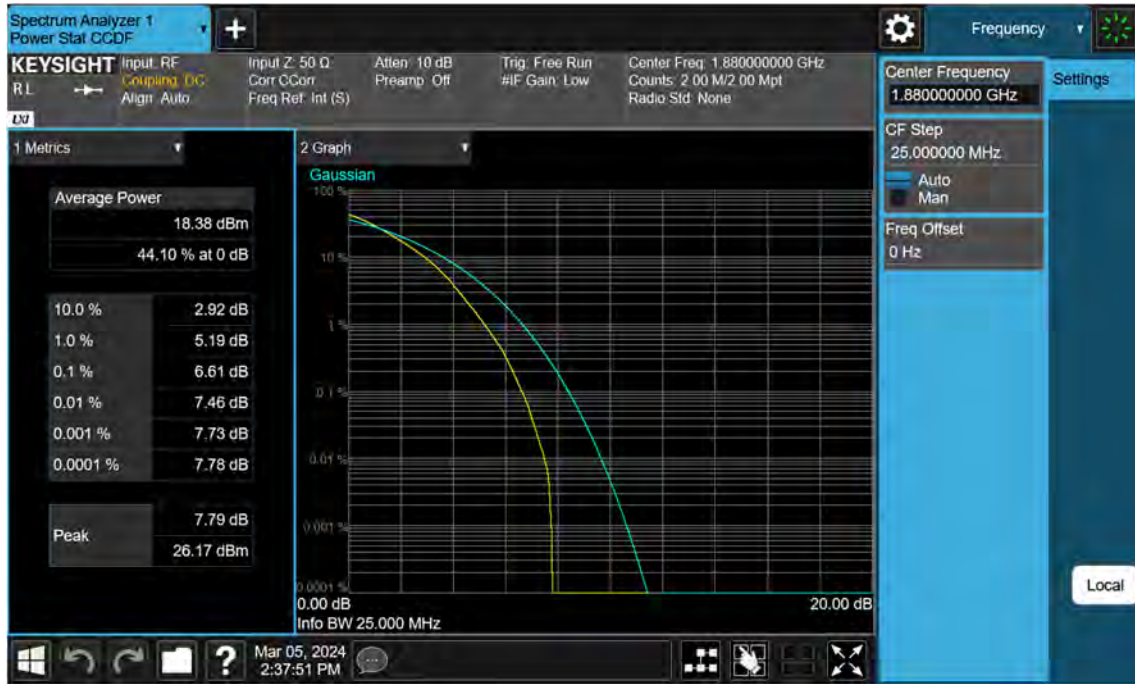 Spectrum Analyzer 1
Power Stat CCDF
Frequency
KEYSIGHT
RL
LXI
Input: RF
Coupling: DC
Align: Auto
Input Z: 50 Ω
Corr CCorr
Freq Ref: Int (S)
Atten: 10 dB
Preamp: Off
Trig: Free Run
#IF Gain: Low
Center Freq: 1.880000000 GHz
Counts: 2.00 M/2.00 Mpt
Radio Std: None
Center Frequency
1.880000000 GHz
Settings
CF Step
25.000000 MHz
Auto
Man
Freq Offset
0 Hz
1 Metrics
Average Power
18.38 dBm
44.10 % at 0 dB
10.0 % 2.92 dB
1.0 % 5.19 dB
0.1 % 6.61 dB
0.01 % 7.46 dB
0.001 % 7.73 dB
0.0001 % 7.78 dB
Peak
7.79 dB
26.17 dBm
2 Graph
Gaussian
100 %
10 %
1 %
0.1 %
0.01 %
0.001 %
0.0001 %
0.00 dB 20.00 dB
Info BW 25.000 MHz
Local
?
Mar 05, 2024
2:37:51 PM